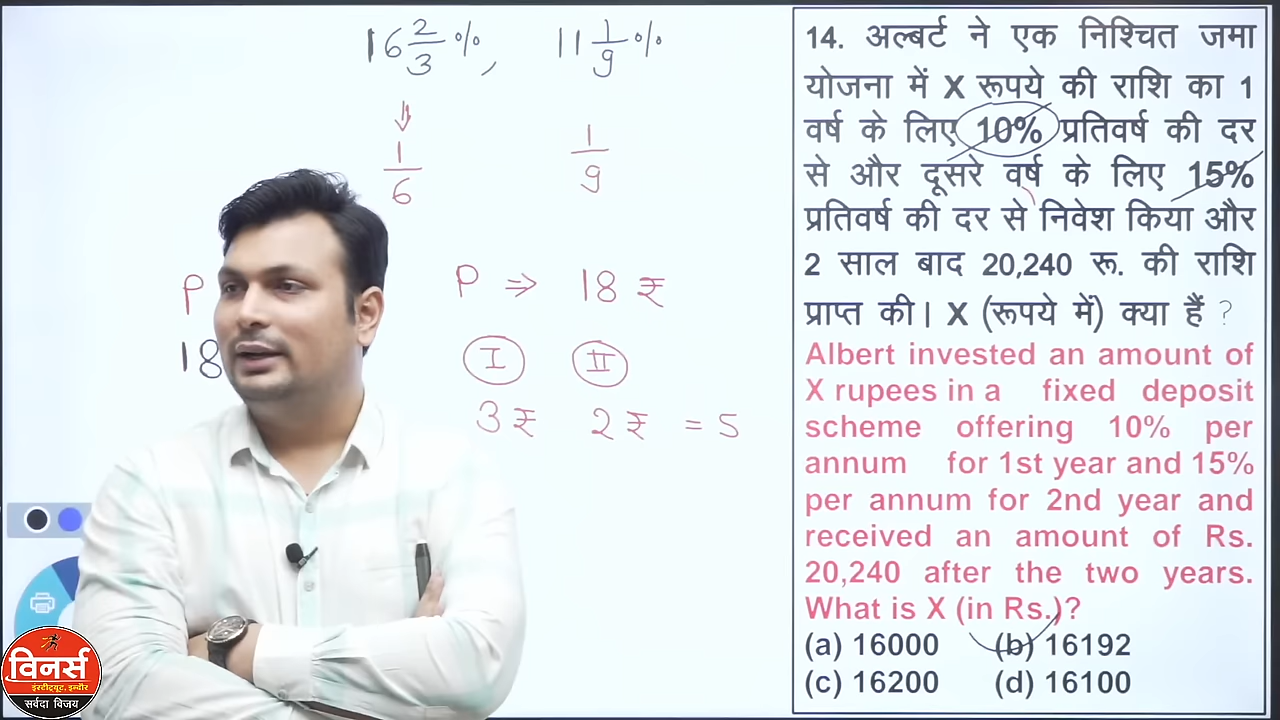 16 2/3 %, 11 1/9 %
1/6 1/9
P P ⇒ 18 ₹
18 I II
3₹ 2₹ = 5
14. अल्बर्ट ने एक निश्चित जमा
योजना में X रूपये की राशि का 1
वर्ष के लिए 10% प्रतिवर्ष की दर
से और दूसरे वर्ष के लिए 15%
प्रतिवर्ष की दर से निवेश किया और
2 साल बाद 20,240 रू. की राशि
प्राप्त की। X (रूपये में) क्या हैं ?
Albert invested an amount of
X rupees in a fixed deposit
scheme offering 10% per
annum for 1st year and 15%
per annum for 2nd year and
received an amount of Rs.
20,240 after the two years.
What is X (in Rs.)?
(a) 16000 (b) 16192
(c) 16200 (d) 16100
विनर्स
इंस्टीट्यूट, इन्दौर
सर्वदा विजय